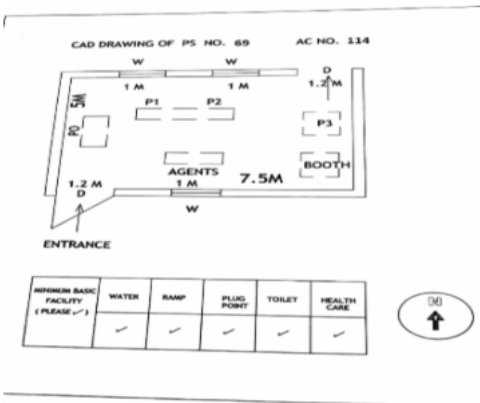 CAD DRAWING OF PS NO. 69 AC NO. 114
W W
D
1 M 1 M 1.2 M
5M
P1 P2
PO
P3
AGENTS
BOOTH
1.2 M 1 M 7.5M
D
W
ENTRANCE
MINIMUM BASIC FACILITY (PLEASE ✓) WATER RAMP PLUG POINT TOILET HEALTH CARE
✓ ✓ ✓ ✓ ✓
N